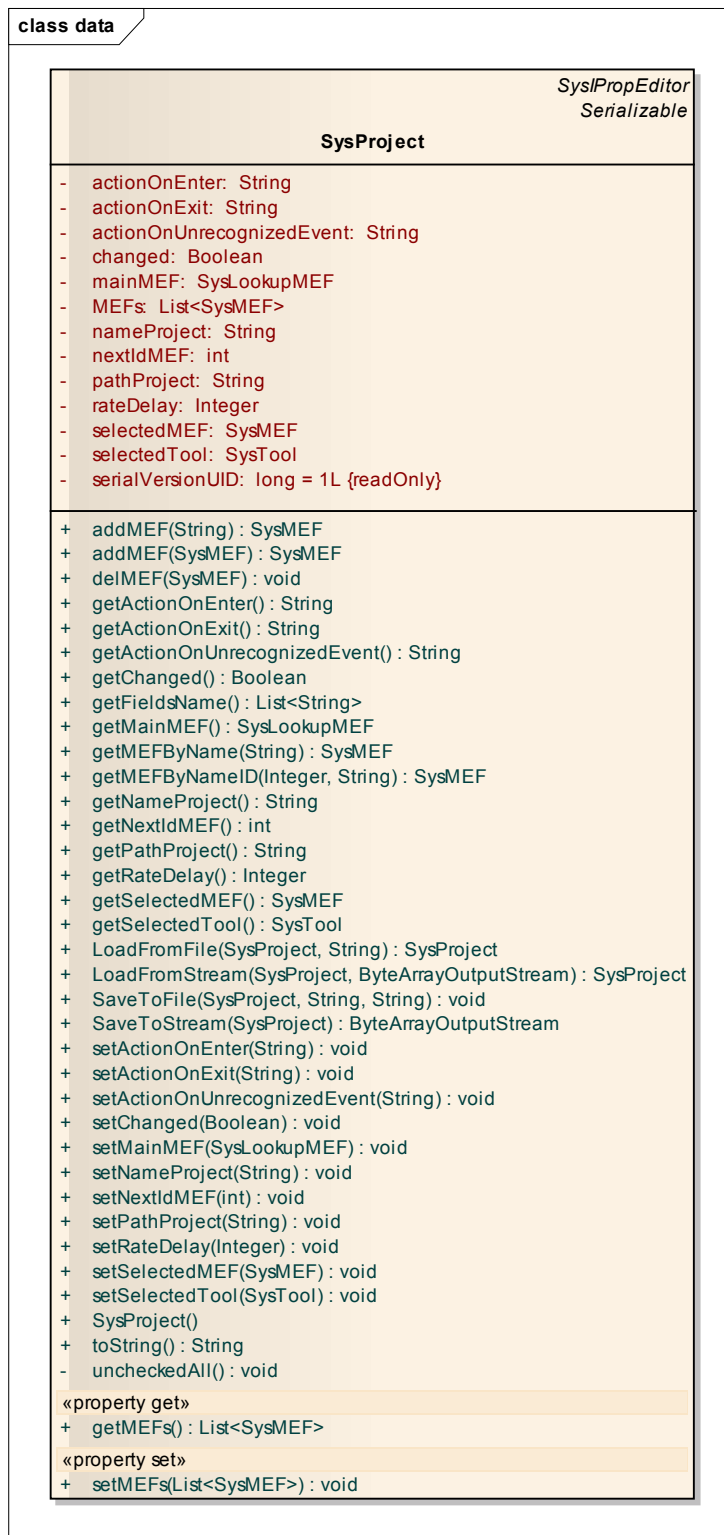 class data
SysIPropEditor
Serializable
SysProject
- actionOnEnter: String
- actionOnExit: String
- actionOnUnrecognizedEvent: String
- changed: Boolean
- mainMEF: SysLookupMEF
- MEFs: List<SysMEF>
- nameProject: String
- nextIdMEF: int
- pathProject: String
- rateDelay: Integer
- selectedMEF: SysMEF
- selectedTool: SysTool
- serialVersionUID: long = 1L {readOnly}
+ addMEF(String) : SysMEF
+ addMEF(SysMEF) : SysMEF
+ delMEF(SysMEF) : void
+ getActionOnEnter() : String
+ getActionOnExit() : String
+ getActionOnUnrecognizedEvent() : String
+ getChanged() : Boolean
+ getFieldsName() : List<String>
+ getMainMEF() : SysLookupMEF
+ getMEFByName(String) : SysMEF
+ getMEFByNameID(Integer, String) : SysMEF
+ getNameProject() : String
+ getNextIdMEF() : int
+ getPathProject() : String
+ getRateDelay() : Integer
+ getSelectedMEF() : SysMEF
+ getSelectedTool() : SysTool
+ LoadFromFile(SysProject, String) : SysProject
+ LoadFromStream(SysProject, ByteArrayOutputStream) : SysProject
+ SaveToFile(SysProject, String, String) : void
+ SaveToStream(SysProject) : ByteArrayOutputStream
+ setActionOnEnter(String) : void
+ setActionOnExit(String) : void
+ setActionOnUnrecognizedEvent(String) : void
+ setChanged(Boolean) : void
+ setMainMEF(SysLookupMEF) : void
+ setNameProject(String) : void
+ setNextIdMEF(int) : void
+ setPathProject(String) : void
+ setRateDelay(Integer) : void
+ setSelectedMEF(SysMEF) : void
+ setSelectedTool(SysTool) : void
+ SysProject()
+ toString() : String
- uncheckedAll() : void
«property get»
+ getMEFs() : List<SysMEF>
«property set»
+ setMEFs(List<SysMEF>) : void